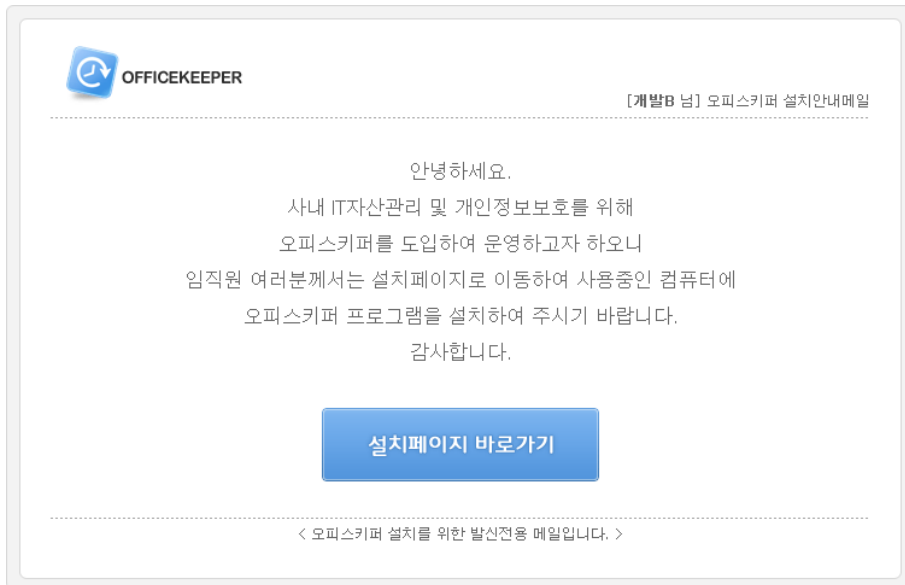 OFFICEKEEPER
[개발B 님] 오피스키퍼 설치안내메일
안녕하세요.
사내 IT자산관리 및 개인정보보호를 위해
오피스키퍼를 도입하여 운영하고자 하오니
임직원 여러분께서는 설치페이지로 이동하여 사용중인 컴퓨터에
오피스키퍼 프로그램을 설치하여 주시기 바랍니다.
감사합니다.
설치페이지 바로가기
< 오피스키퍼 설치를 위한 발신전용 메일입니다. >